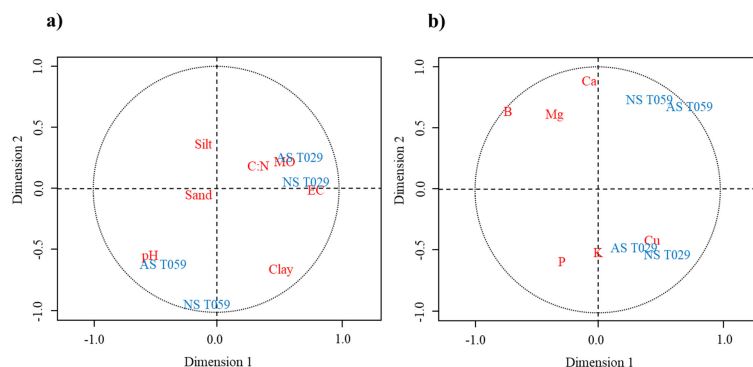 a)
1.0
0.5
0.0
-0.5
-1.0
Dimension 2
Silt
AS T029
C:N
MO
NS T029
EC
Sand
pH
AS T059
Clay
NS T059
-1.0
0.0
1.0
Dimension 1
b)
1.0
0.5
0.0
-0.5
-1.0
Dimension 2
Ca
NS T059
AS T059
B
Mg
Cu
AS T029
K
NS T029
P
-1.0
0.0
1.0
Dimension 1